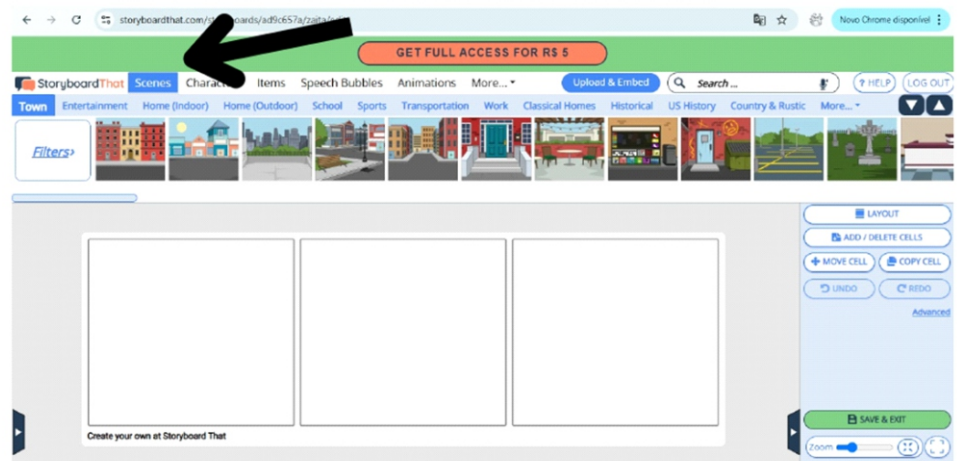 storyboardthat.com/storyboards/ad9c657a/zaita/
Novo Chrome disponível
GET FULL ACCESS FOR R$ 5
StoryboardThat Scenes Items Speech Bubbles Animations More... Upload & Embed Search ... ? HELP LOG OUT
Town Entertainment Home (Indoor) Home (Outdoor) School Sports Transportation Work Classical Homes Historical US History Country & Rustic More...
Filters›
LAYOUT
ADD / DELETE CELLS
MOVE CELL COPY CELL
UNDO REDO
Advanced
Create your own at Storyboard That
SAVE & EXIT
Zoom